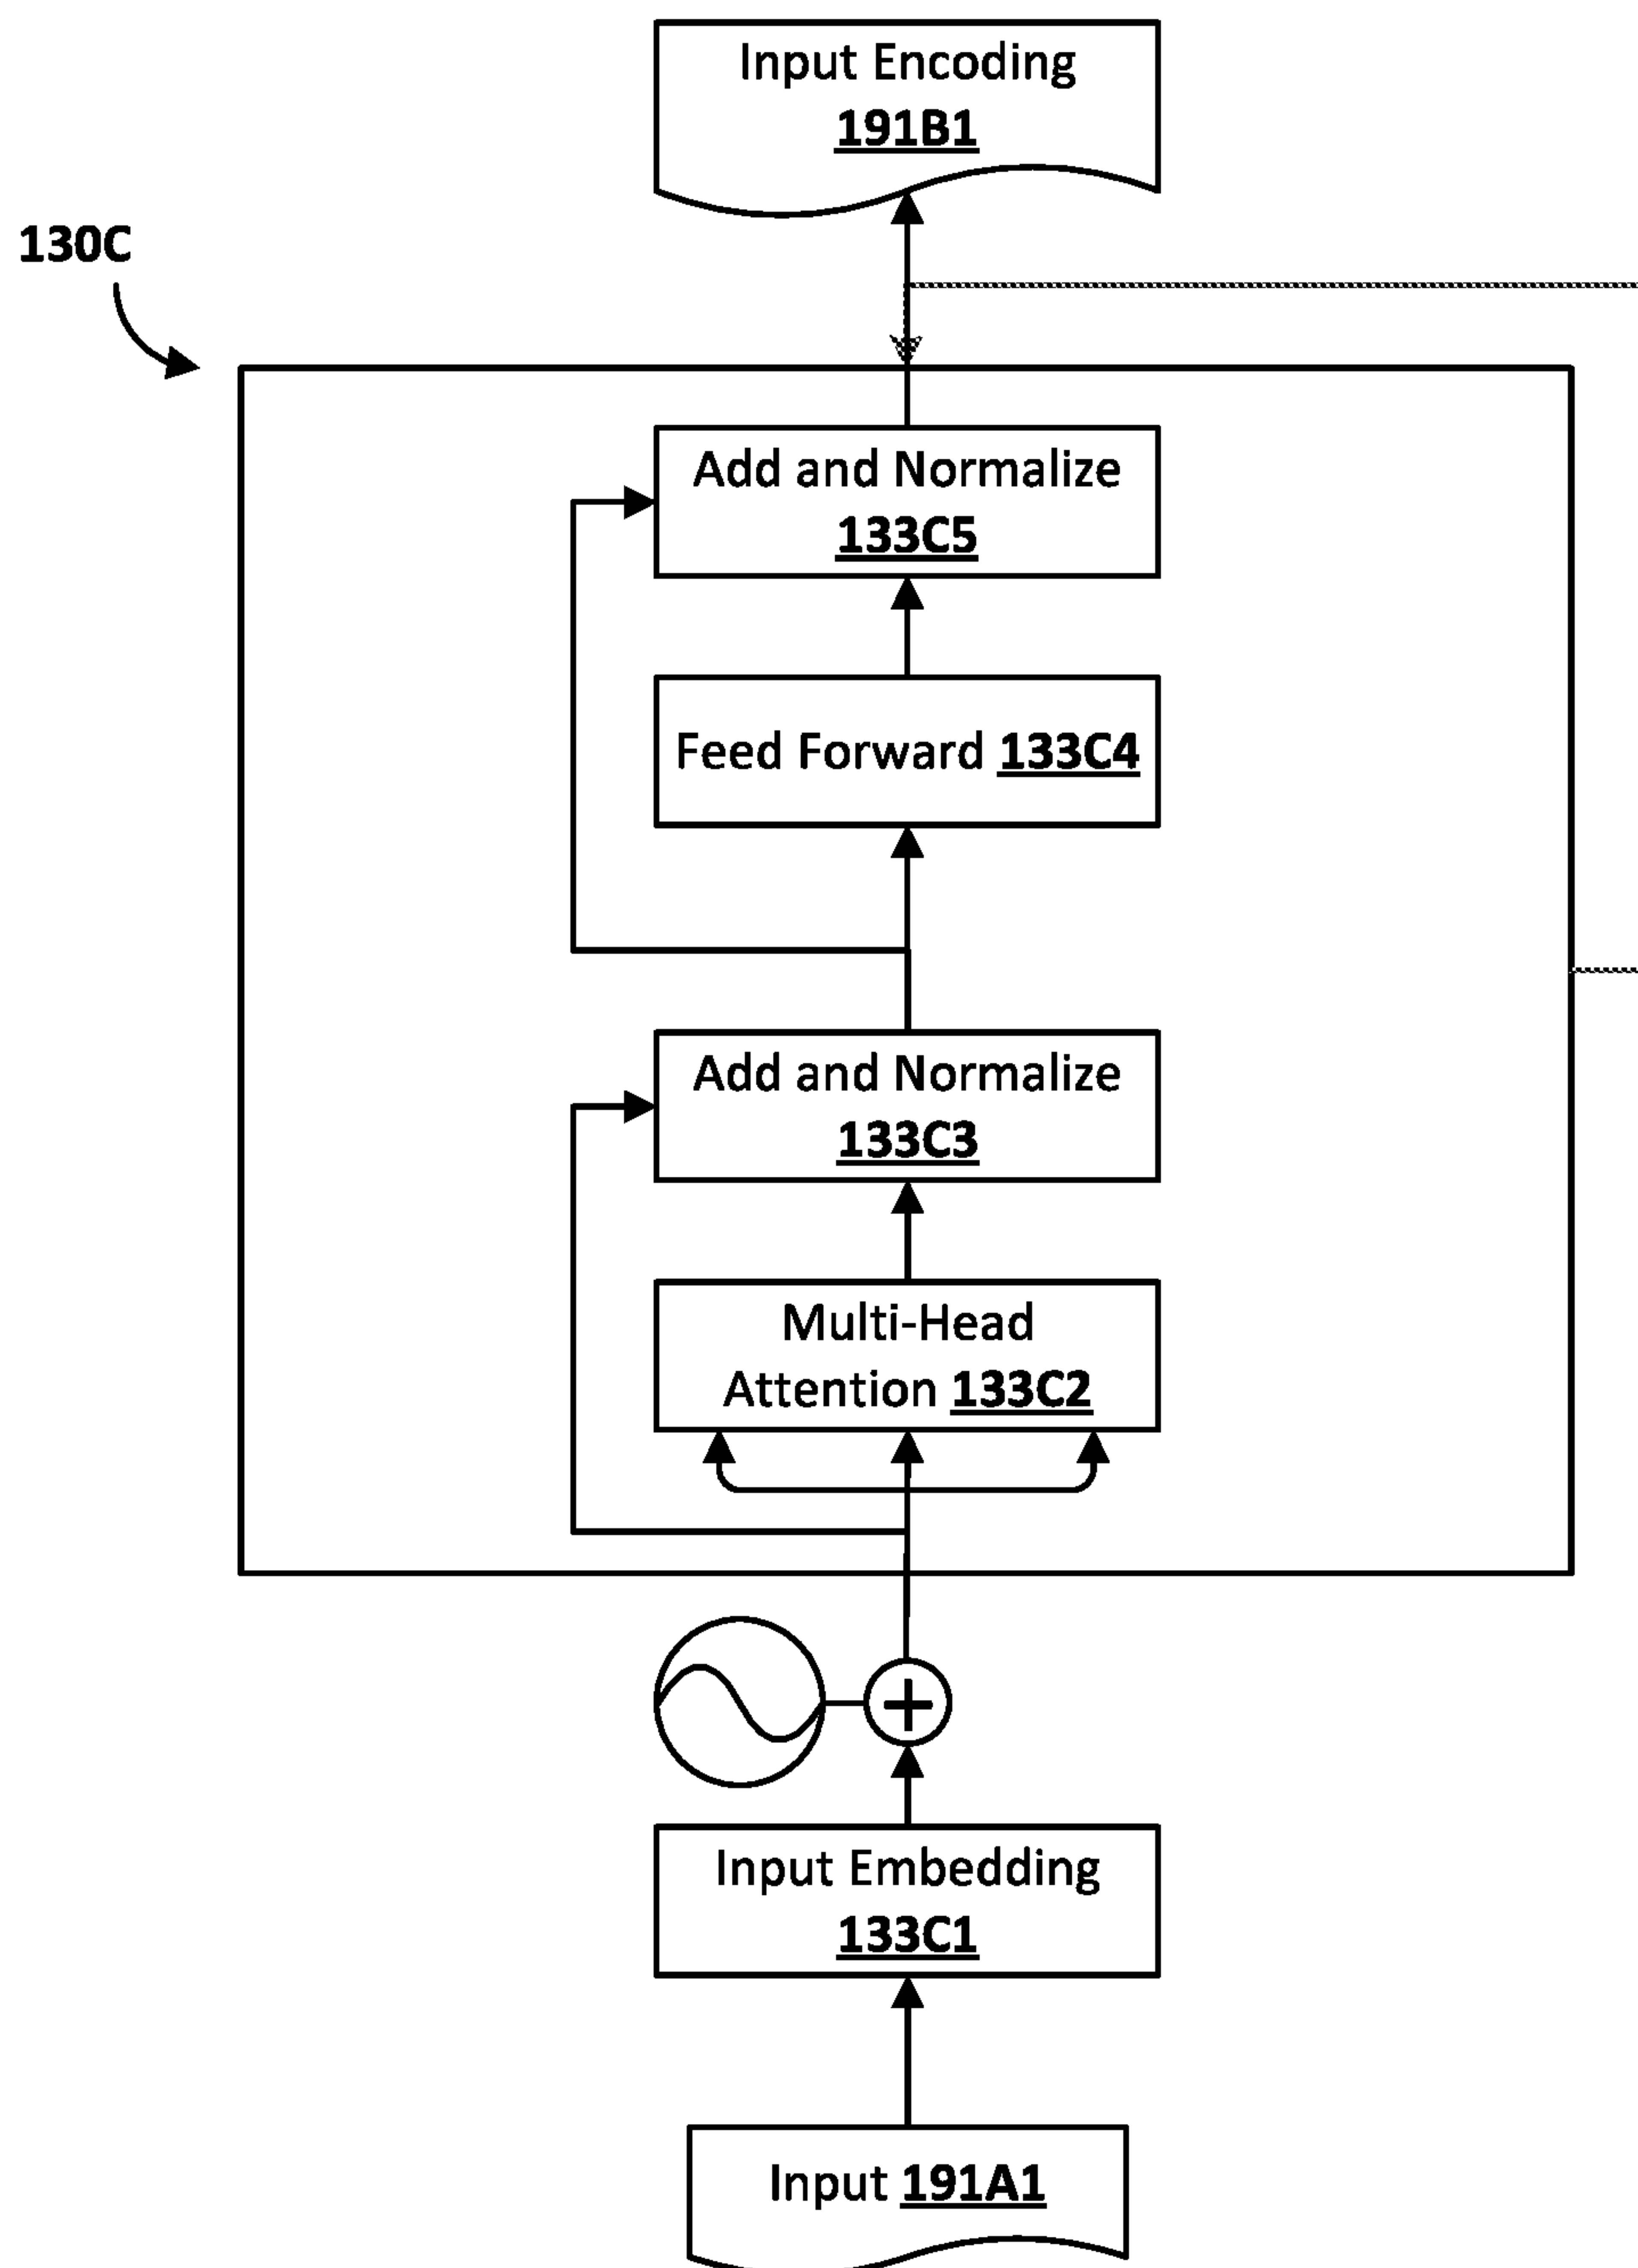 Input Encoding
191B1
130C
Add and Normalize
133C5
Feed Forward 133C4
Add and Normalize
133C3
Multi-Head
Attention 133C2
+
Input Embedding
133C1
Input 191A1